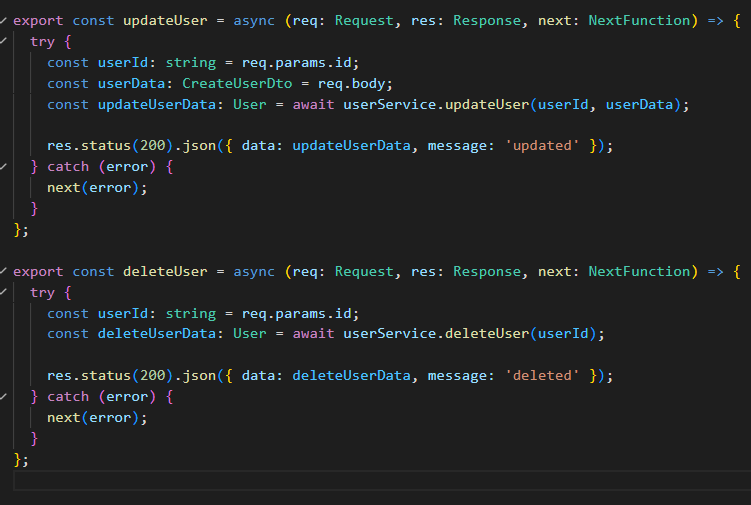 export const updateUser = async (req: Request, res: Response, next: NextFunction) => {
try {
const userId: string = req.params.id;
const userData: CreateUserDto = req.body;
const updateUserData: User = await userService.updateUser(userId, userData);
res.status(200).json({ data: updateUserData, message: 'updated' });
} catch (error) {
next(error);
}
};
export const deleteUser = async (req: Request, res: Response, next: NextFunction) => {
try {
const userId: string = req.params.id;
const deleteUserData: User = await userService.deleteUser(userId);
res.status(200).json({ data: deleteUserData, message: 'deleted' });
} catch (error) {
next(error);
}
};